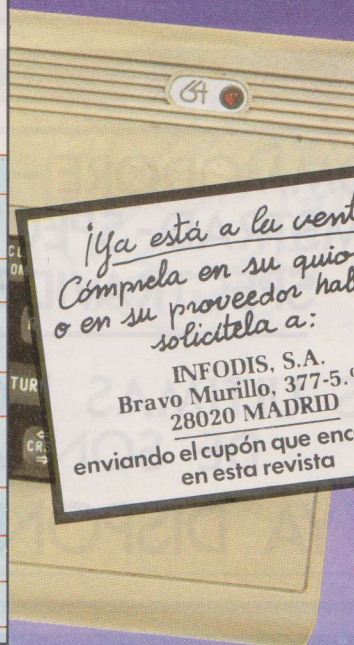 64
¡Ya está a la vent
Cómprela en su quio
o en su proveedor hab
solicítela a:
INFODIS, S.A.
Bravo Murillo, 377-5.
28020 MADRID
enviando el cupón que enc
en esta revista
CL
TUR
CR